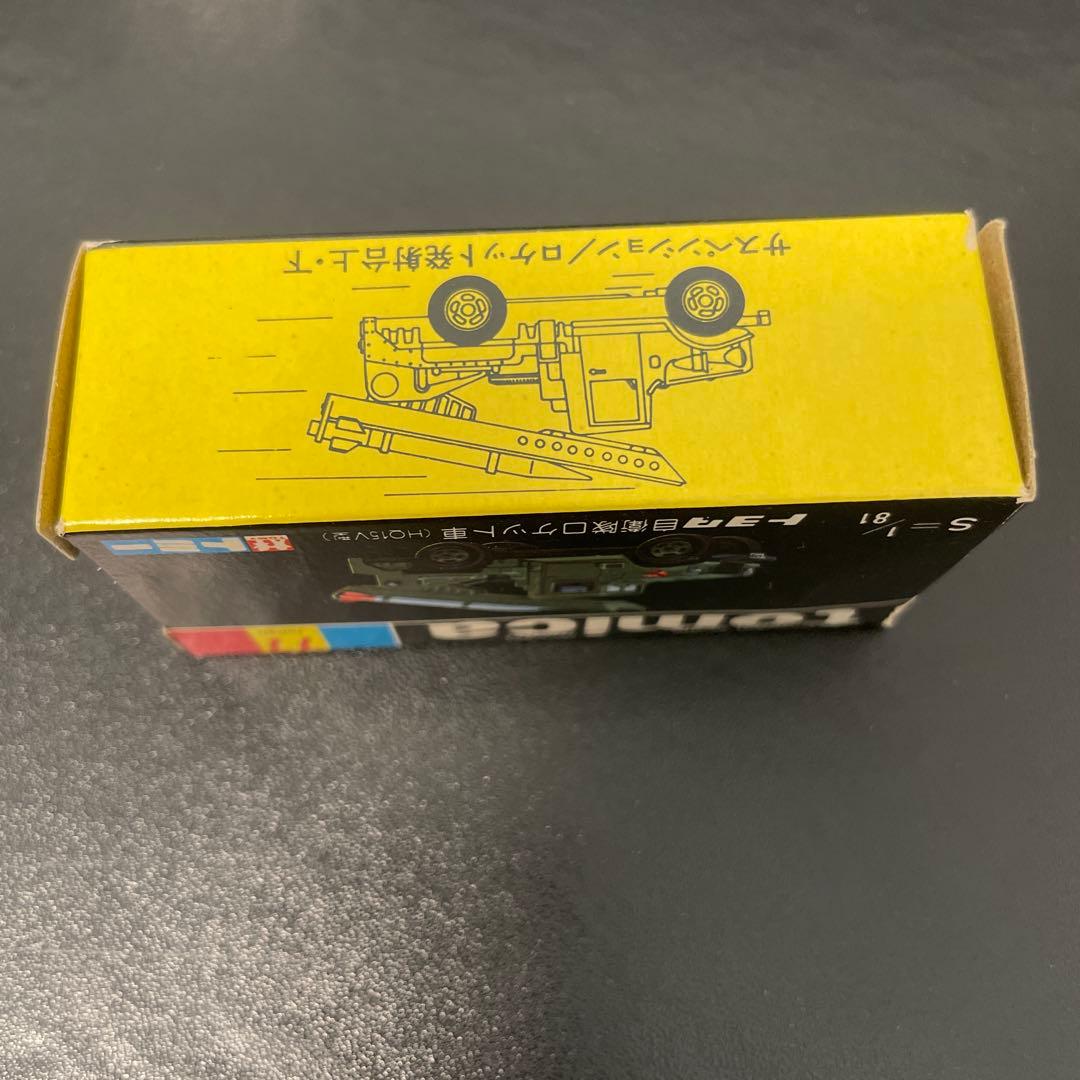 サスペンション/ロケット発射台上・下
S=1/81
トヨタ自衛隊ロケット車(HQ15V型)
トミー
tomica
77